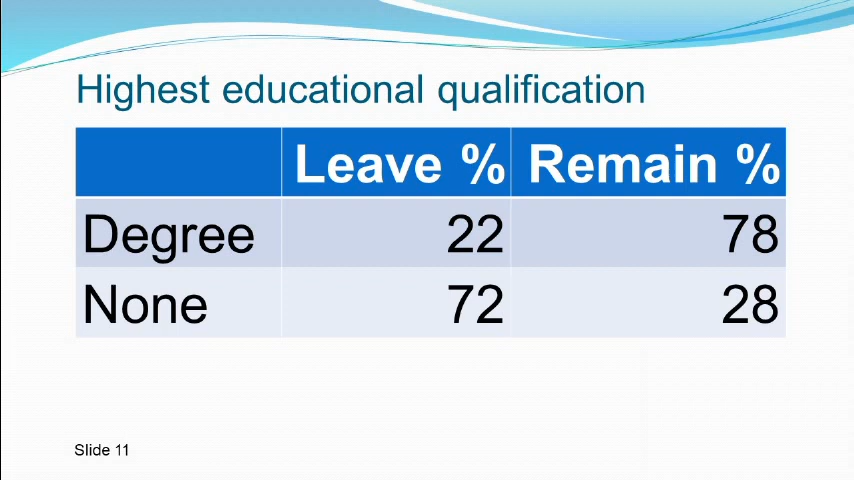 Highest educational qualification
Leave % Remain %
Degree 22 78
None 72 28
Slide 11